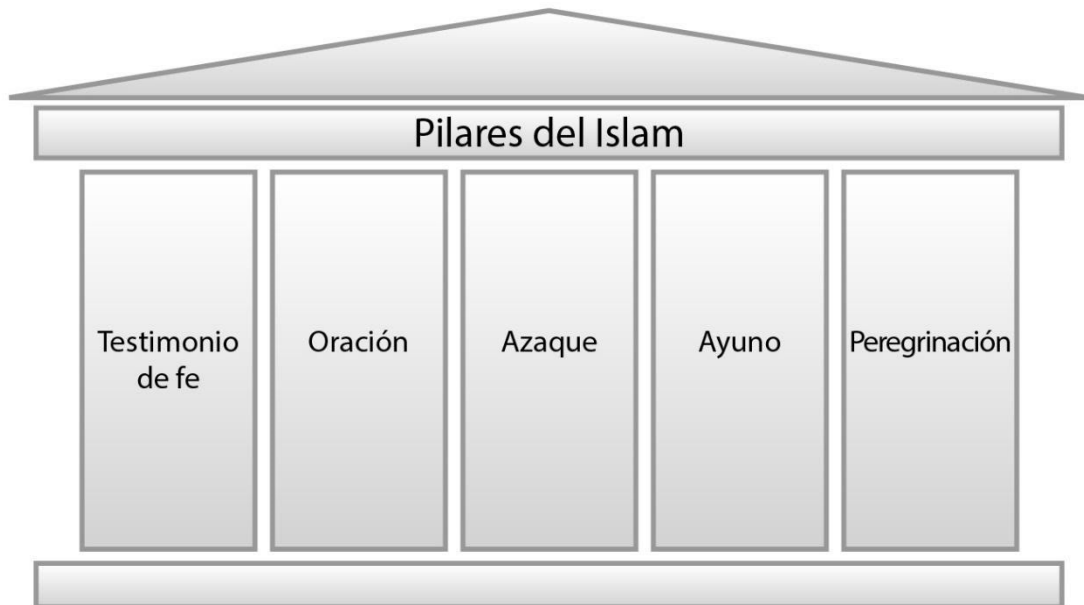 Pilares del Islam
Testimonio
de fe
Oración
Azaque
Ayuno
Peregrinación